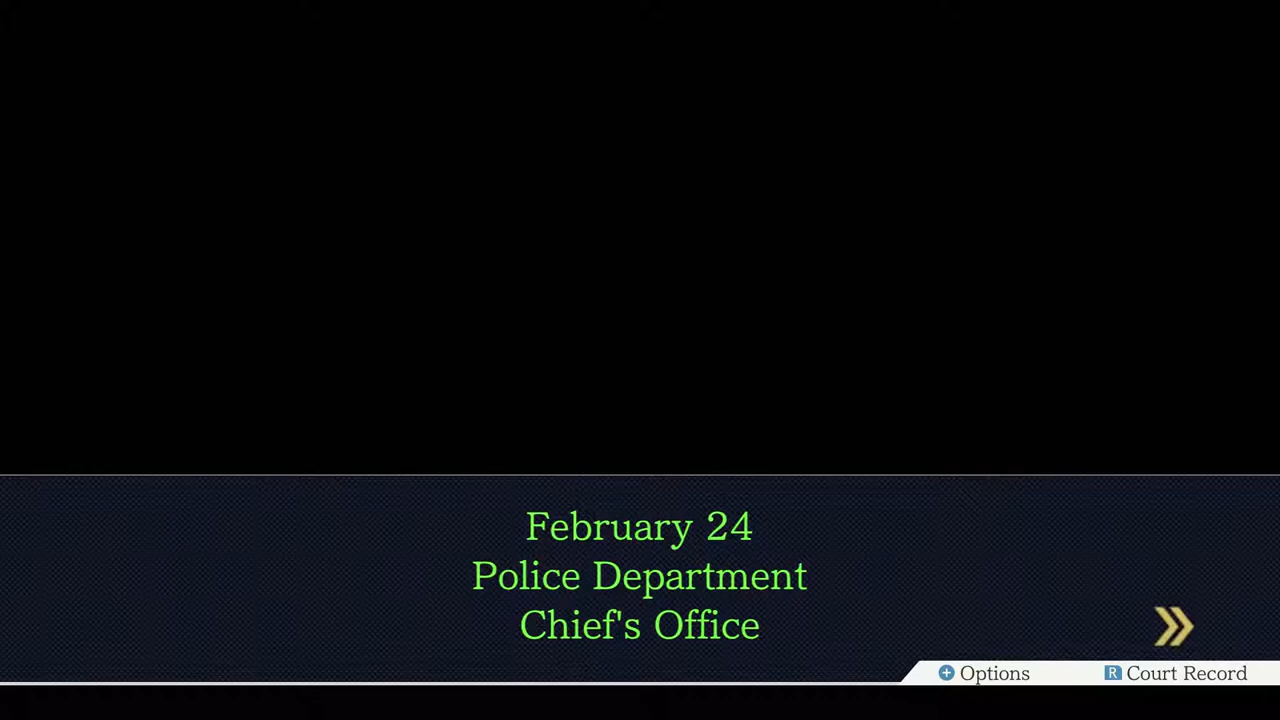 February 24
Police Department
Chief's Office
+ Options R Court Record